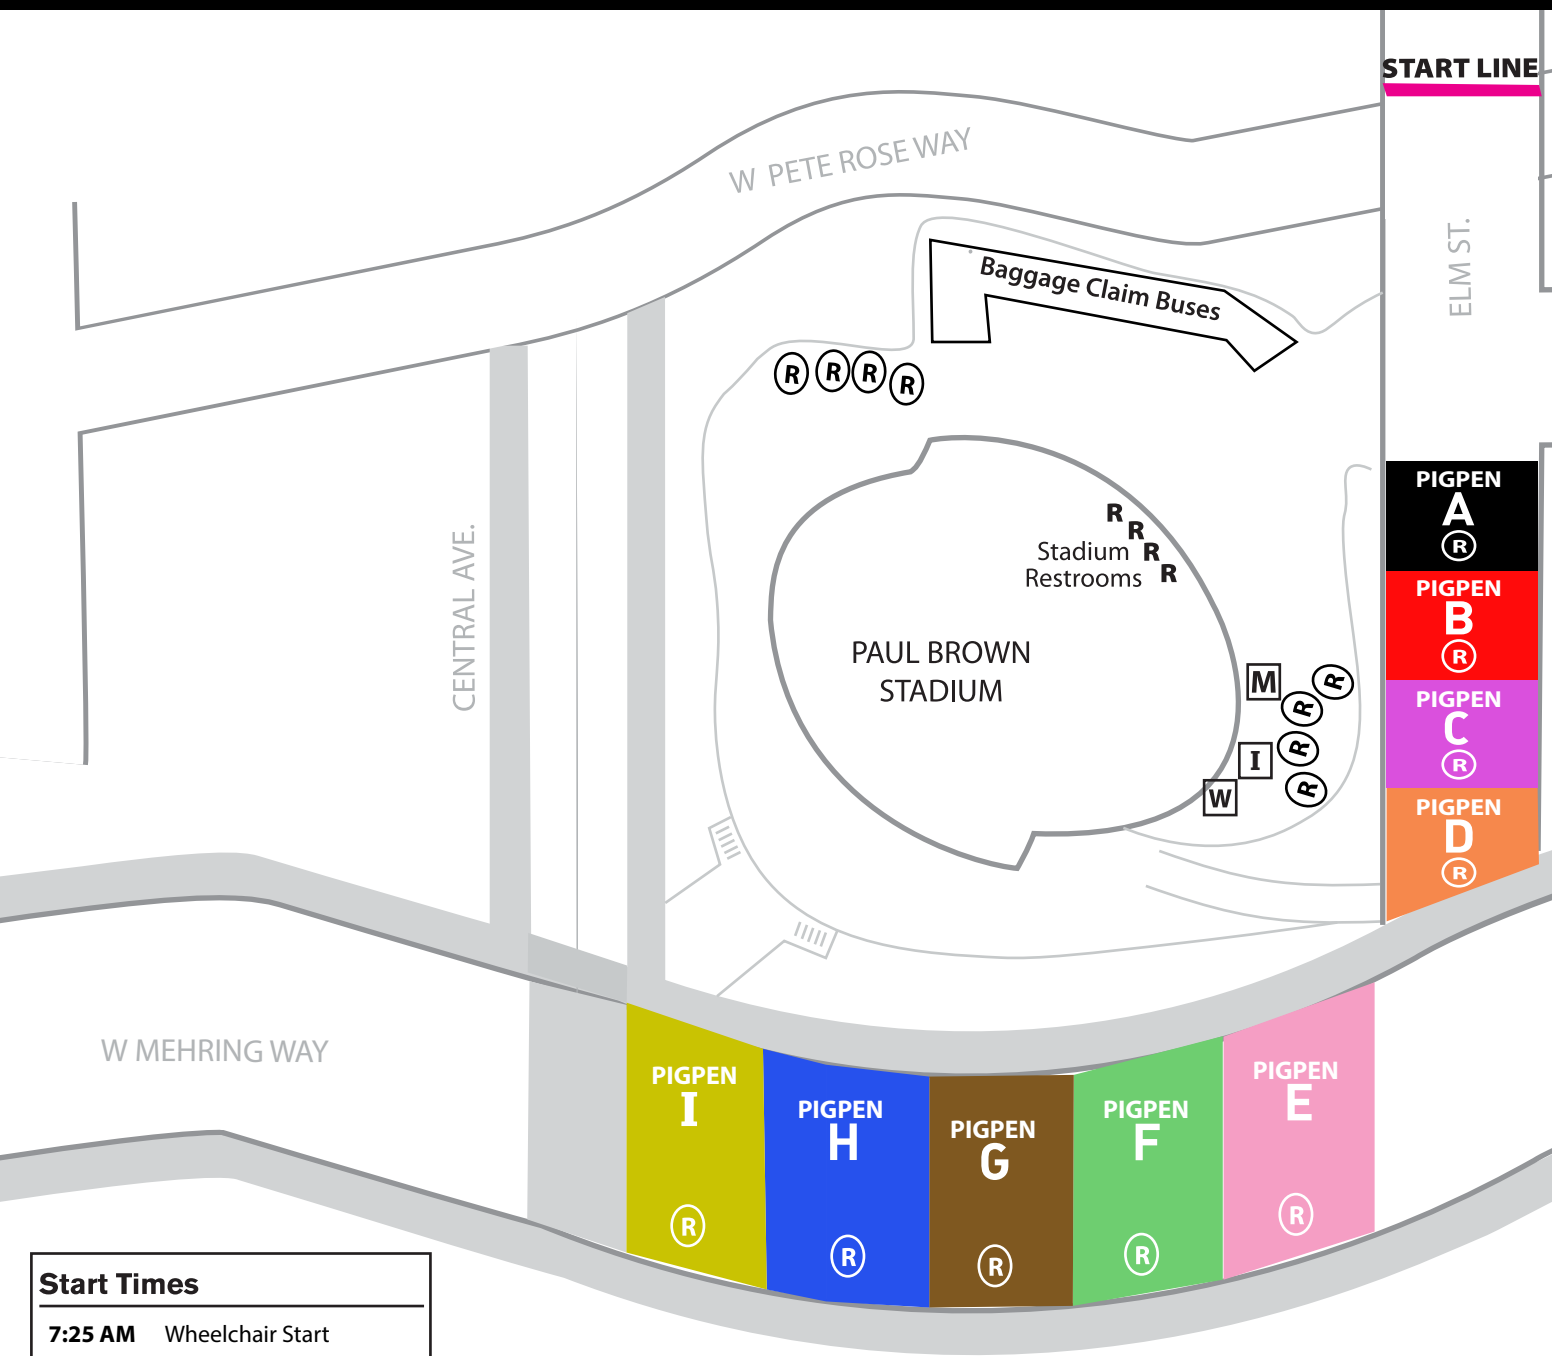 START LINE
W PETE ROSE WAY
ELM ST.
Baggage Claim Buses
R R R R
PIGPEN
A
R
R
R
Stadium R
Restrooms R
PIGPEN
B
R
CENTRAL AVE.
PAUL BROWN
STADIUM
M R
R
I R
W R
PIGPEN
C
R
PIGPEN
D
R
W MEHRING WAY
PIGPEN
I
R
PIGPEN
H
R
PIGPEN
G
R
PIGPEN
F
R
PIGPEN
E
R
Start Times
7:25 AM Wheelchair Start